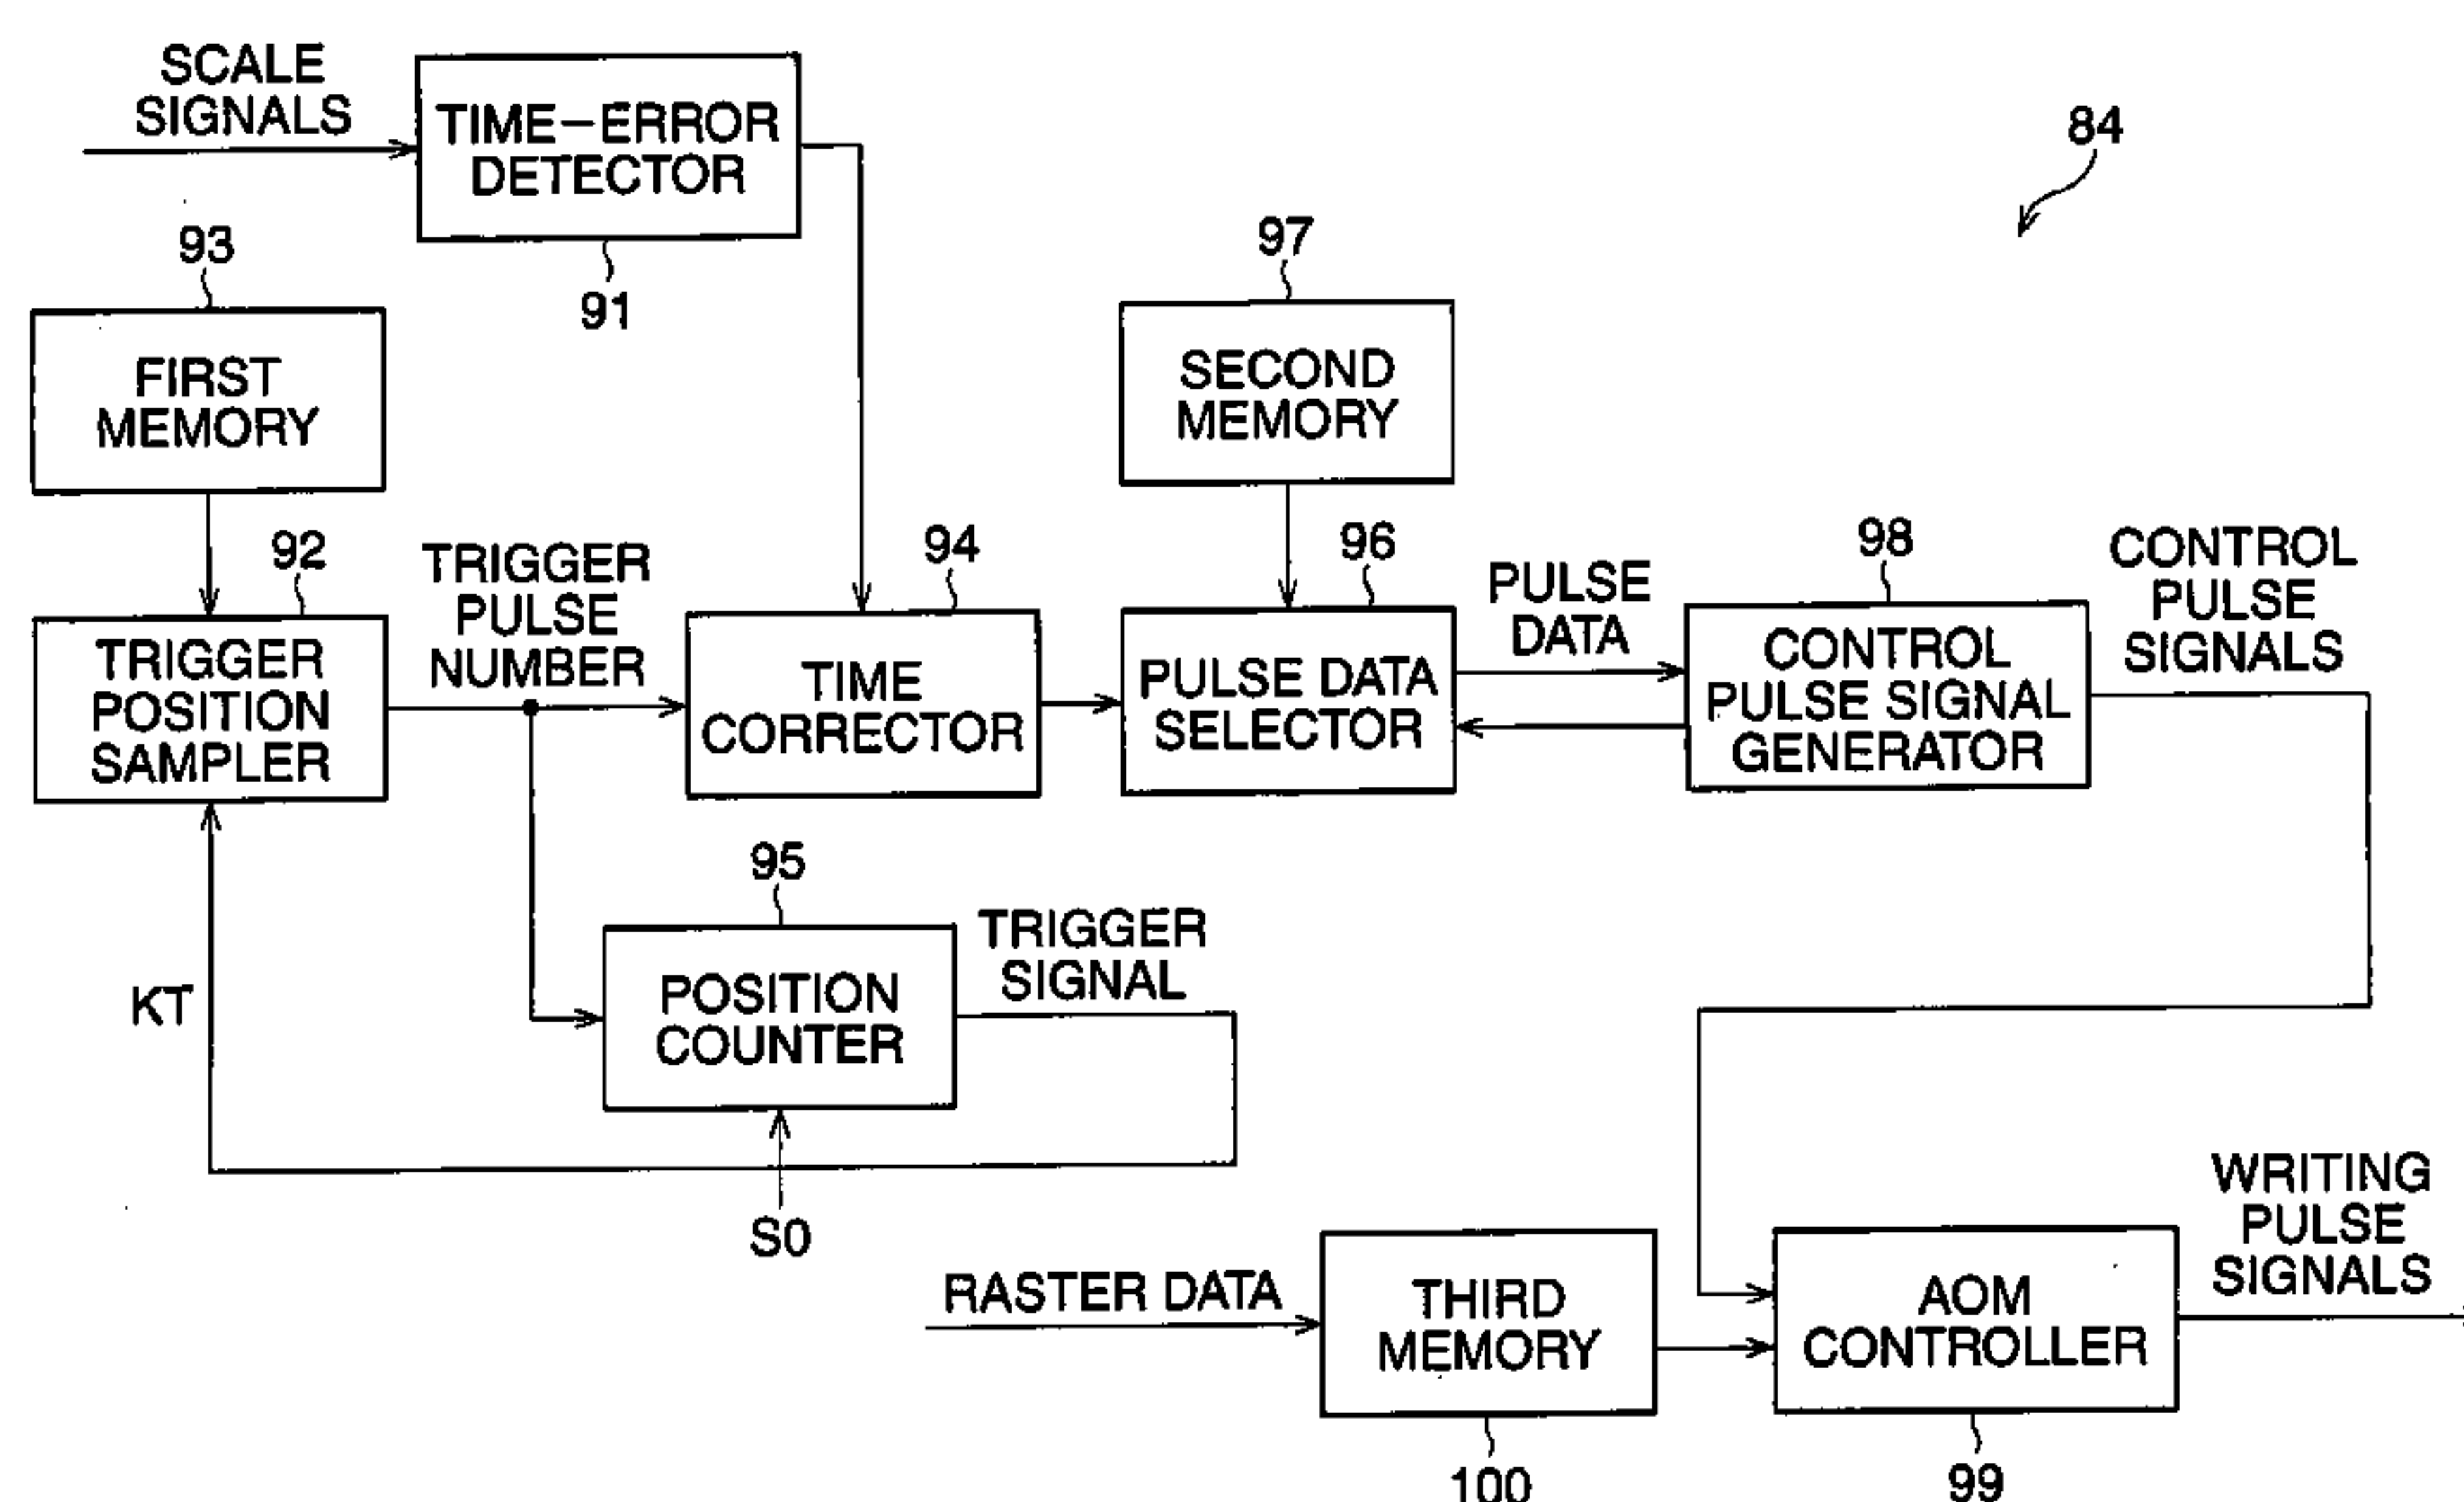 SCALE
SIGNALS
TIME-ERROR
DETECTOR
91
84
93
FIRST
MEMORY
97
SECOND
MEMORY
92
TRIGGER
POSITION
SAMPLER
TRIGGER
PULSE
NUMBER
94
TIME
CORRECTOR
96
PULSE DATA
SELECTOR
PULSE
DATA
98
CONTROL
PULSE SIGNAL
GENERATOR
CONTROL
PULSE
SIGNALS
95
POSITION
COUNTER
TRIGGER
SIGNAL
KT
S0
RASTER DATA
THIRD
MEMORY
100
AOM
CONTROLLER
99
WRITING
PULSE
SIGNALS